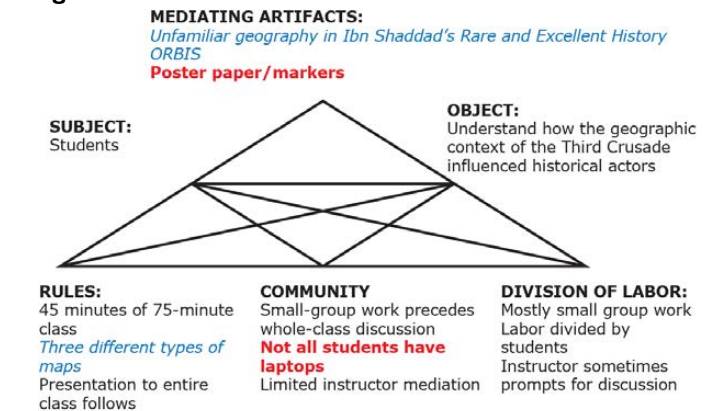 MEDIATING ARTIFACTS:
Unfamiliar geography in Ibn Shaddad's Rare and Excellent History
ORBIS
Poster paper/markers
SUBJECT:
Students
OBJECT:
Understand how the geographic
context of the Third Crusade
influenced historical actors
RULES:
45 minutes of 75-minute
class
Three different types of
maps
Presentation to entire
class follows
COMMUNITY
Small-group work precedes
whole-class discussion
Not all students have
laptops
Limited instructor mediation
DIVISION OF LABOR:
Mostly small group work
Labor divided by
students
Instructor sometimes
prompts for discussion